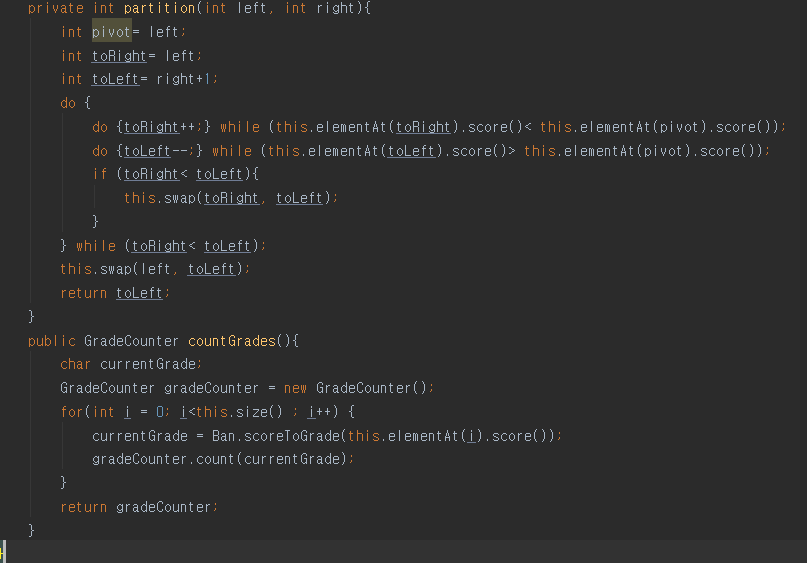 private int partition(int left, int right){
int pivot= left;
int toRight= left;
int toLeft= right+1;
do {
do {toRight++;} while (this.elementAt(toRight).score()< this.elementAt(pivot).score());
do {toLeft--;} while (this.elementAt(toLeft).score()> this.elementAt(pivot).score());
if (toRight< toLeft){
this.swap(toRight, toLeft);
}
} while (toRight< toLeft);
this.swap(left, toLeft);
return toLeft;
}
public GradeCounter countGrades(){
char currentGrade;
GradeCounter gradeCounter = new GradeCounter();
for(int i = 0; i<this.size() ; i++) {
currentGrade = Ban.scoreToGrade(this.elementAt(i).score());
gradeCounter.count(currentGrade);
}
return gradeCounter;
}
}